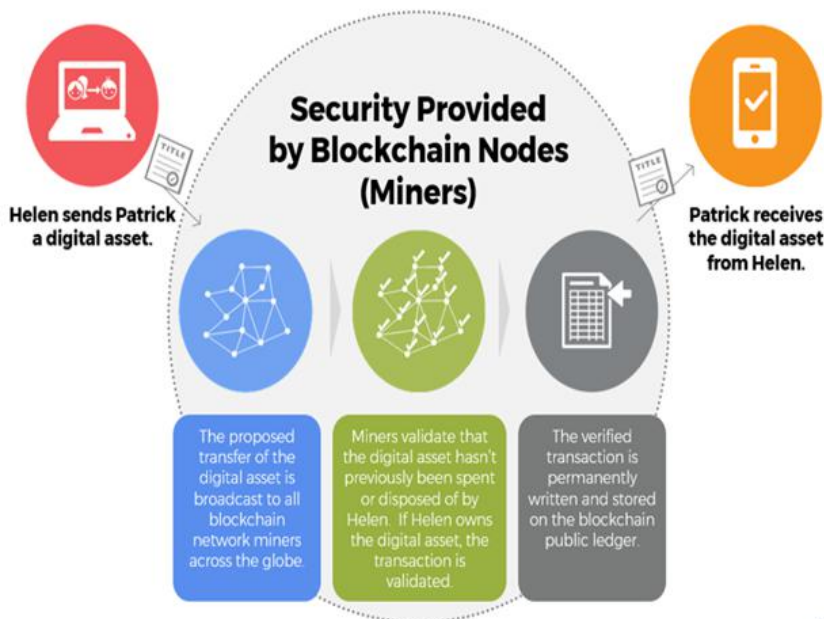 Security Provided
by Blockchain Nodes
(Miners)
TITLE
Helen sends Patrick
a digital asset.
TITLE
Patrick receives
the digital asset
from Helen.
The proposed
transfer of the
digital asset is
broadcast to all
blockchain
network miners
across the globe.
Miners validate that
the digital asset hasn't
previously been spent
or disposed of by
Helen. If Helen owns
the digital asset, the
transaction is
validated.
The verified
transaction is
permanently
written and stored
on the blockchain
public ledger.